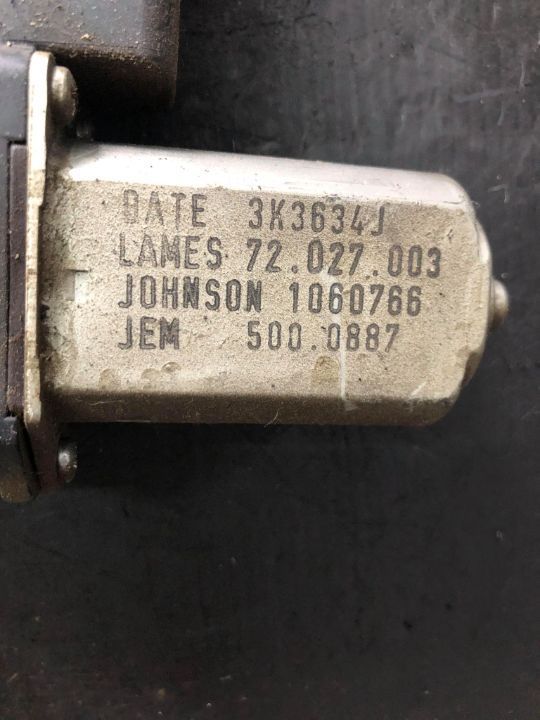 DATE 3K3634J
LAMES 72.027.003
JOHNSON 1060766
JEM 500.0887